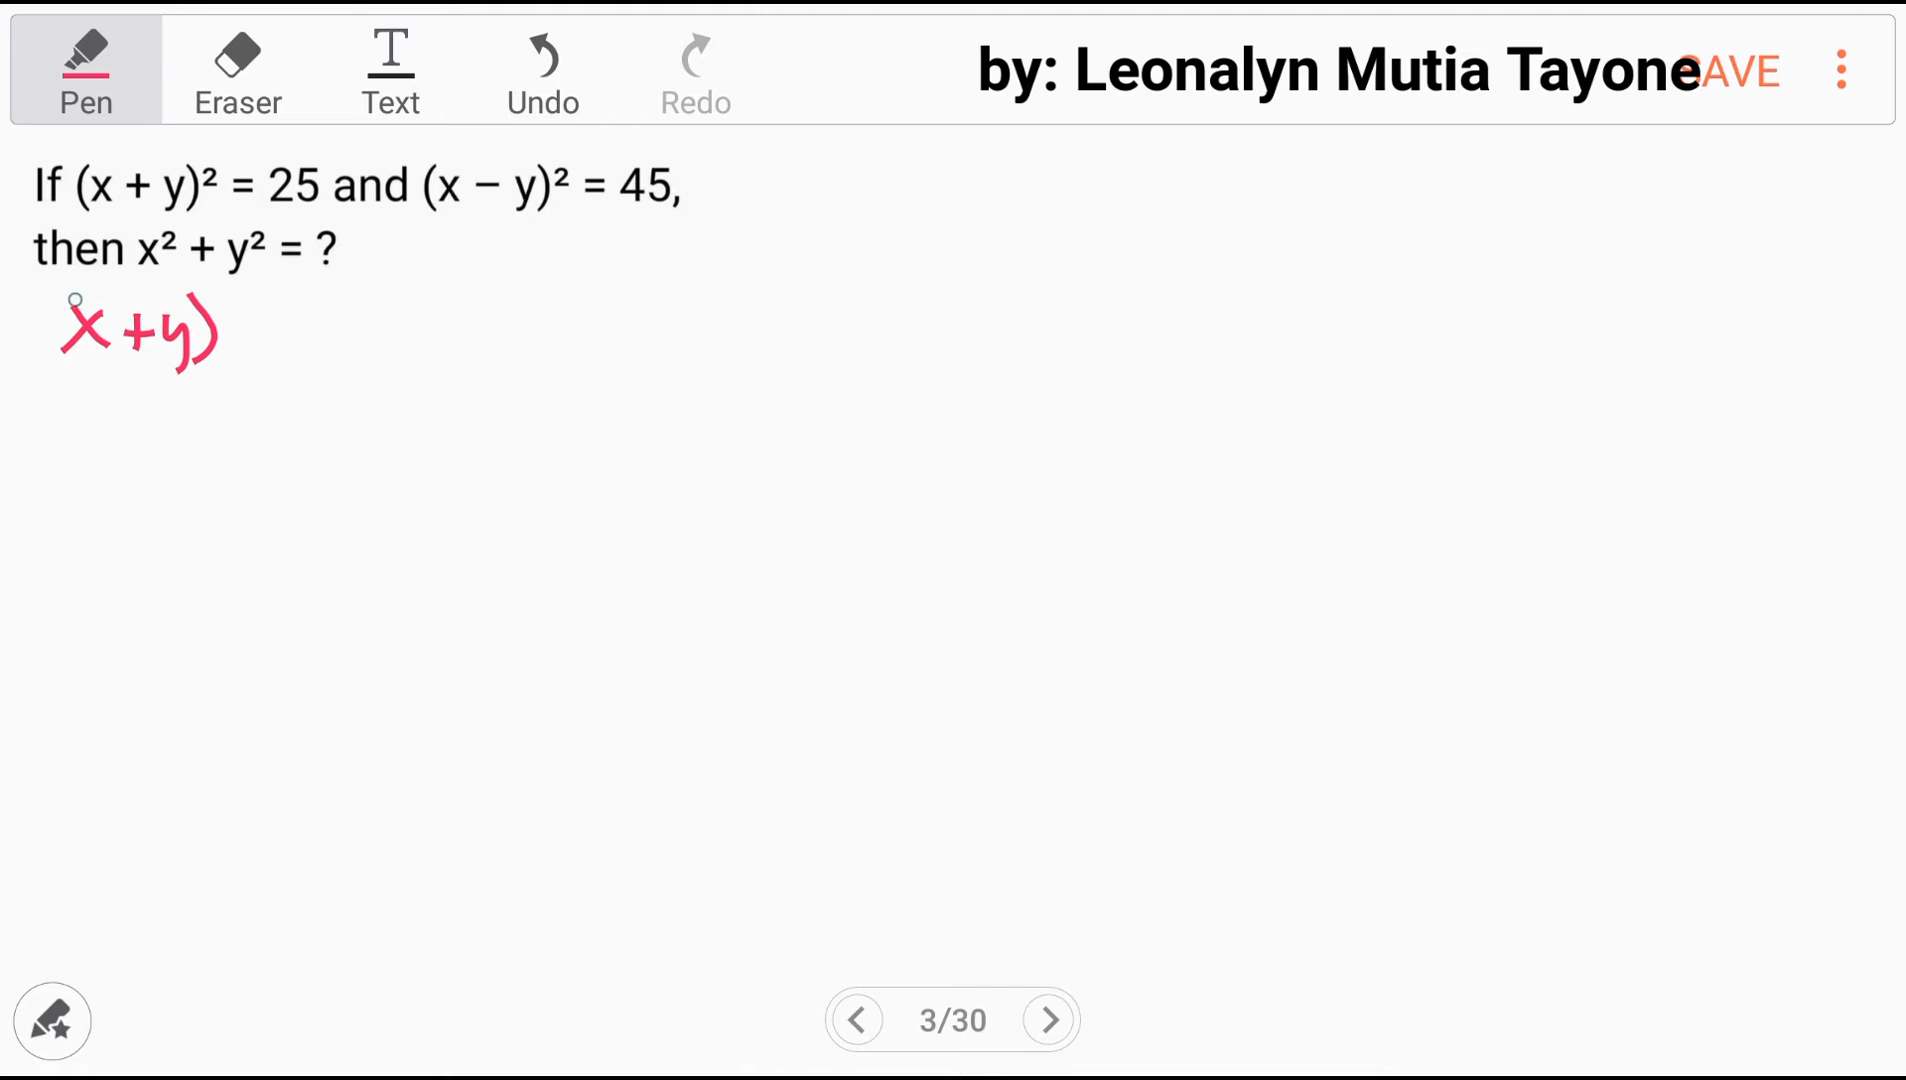 Pen Eraser Text Undo Redo by: Leonalyn Mutia Tayone SAVE
If (x + y)² = 25 and (x − y)² = 45,
then x² + y² = ?
x+y)
3/30